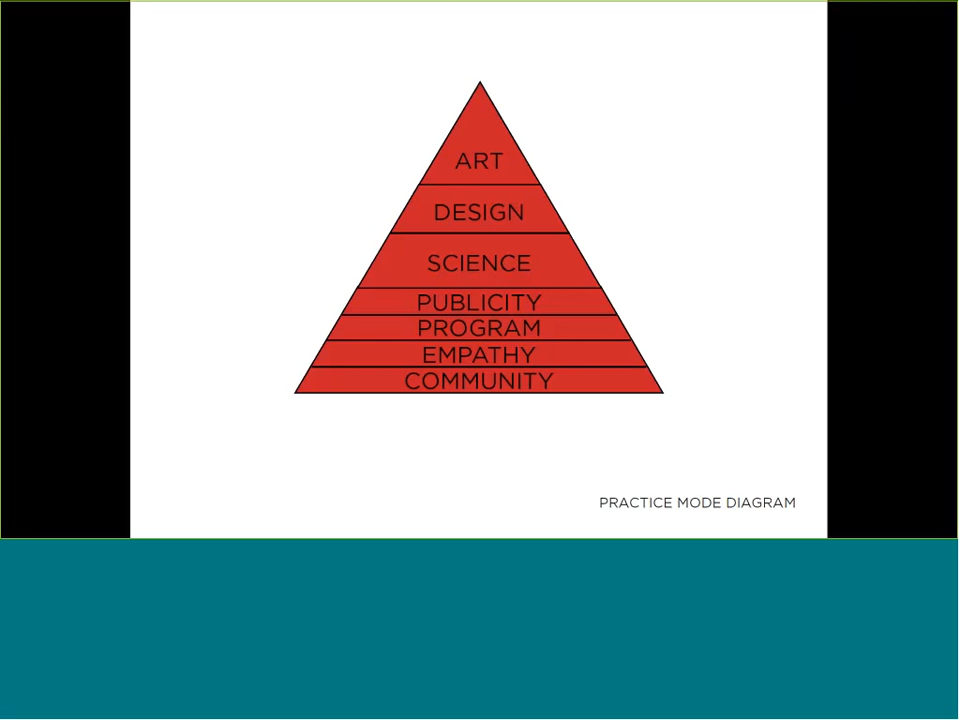 ART
DESIGN
SCIENCE
PUBLICITY
PROGRAM
EMPATHY
COMMUNITY
PRACTICE MODE DIAGRAM